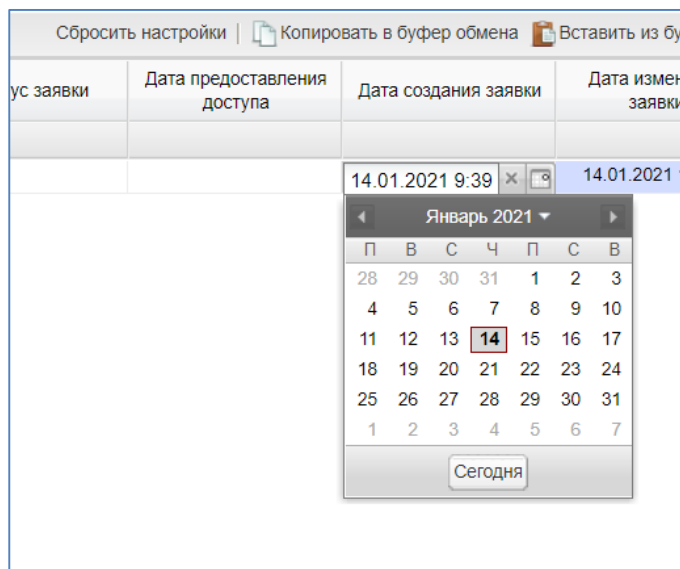 Сбросить настройки | Копировать в буфер обмена Вставить из бу
ус заявки Дата предоставления доступа Дата создания заявки Дата измен заявки
14.01.2021 9:39 14.01.2021
Январь 2021
П В С Ч П С В
28 29 30 31 1 2 3
4 5 6 7 8 9 10
11 12 13 14 15 16 17
18 19 20 21 22 23 24
25 26 27 28 29 30 31
1 2 3 4 5 6 7
Сегодня